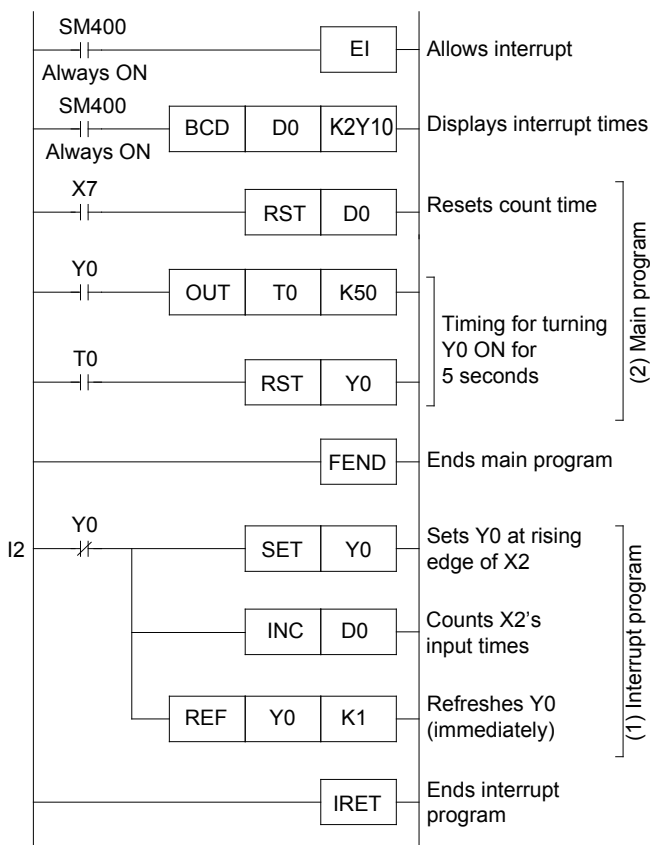 SM400
EI
Allows interrupt
Always ON
SM400
BCD D0 K2Y10
Displays interrupt times
Always ON
X7
RST D0
Resets count time
Y0
OUT T0 K50
Timing for turning
Y0 ON for
5 seconds
T0
RST Y0
(2) Main program
FEND
Ends main program
I2
Y0
SET Y0
Sets Y0 at rising
edge of X2
INC D0
Counts X2's
input times
REF Y0 K1
Refreshes Y0
(immediately)
(1) Interrupt program
IRET
Ends interrupt
program